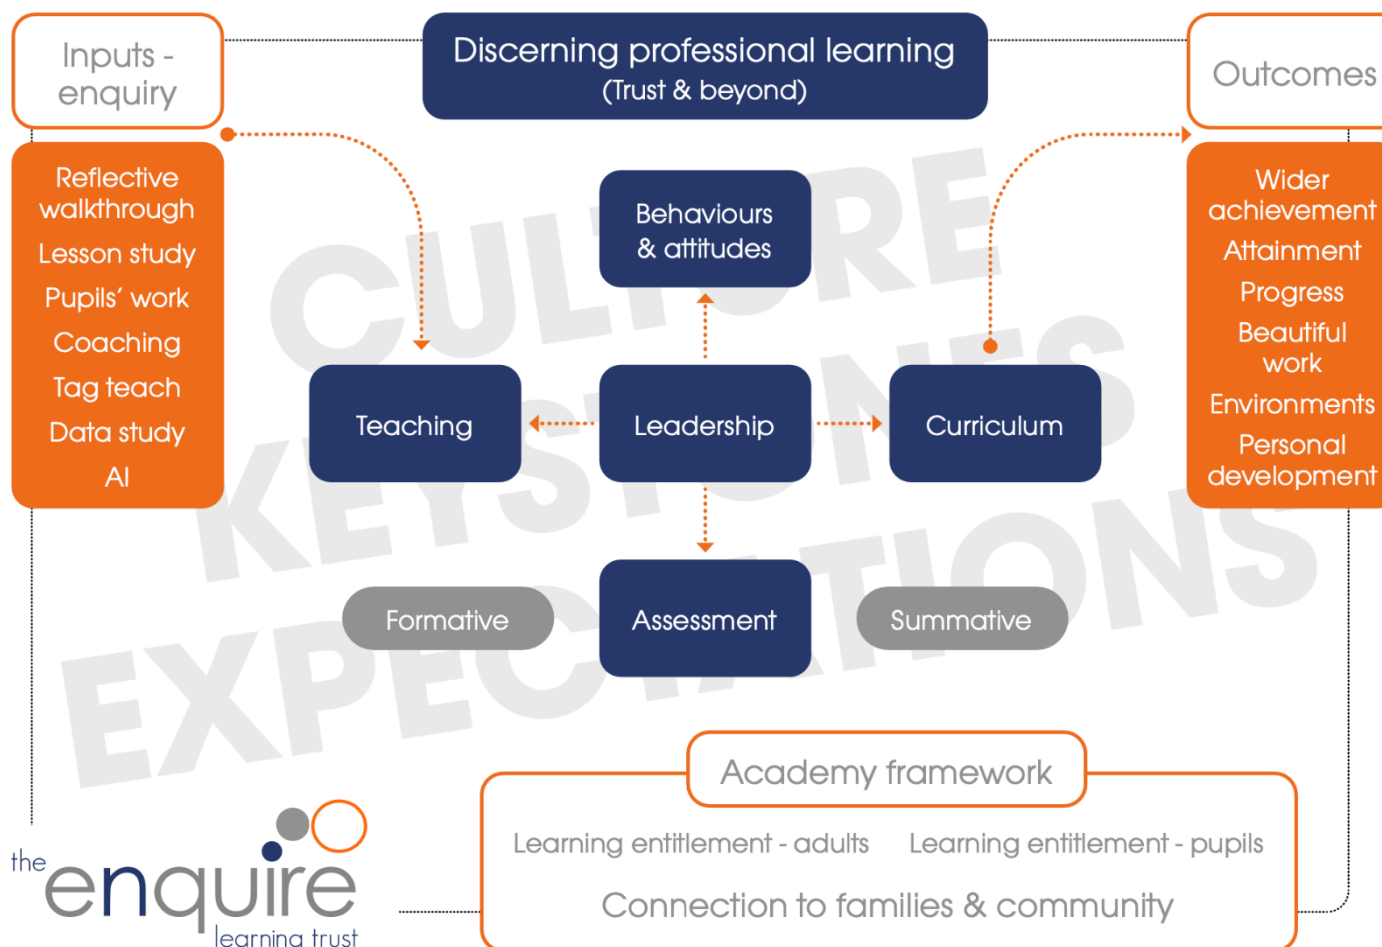 Inputs -
enquiry
Discerning professional learning
(Trust & beyond)
Outcomes
Reflective
walkthrough
Lesson study
Pupils’ work
Coaching
Tag teach
Data study
AI
Behaviours
& attitudes
Teaching
Leadership
Curriculum
Formative
Assessment
Summative
Wider
achievement
Attainment
Progress
Beautiful
work
Environments
Personal
development
CULTURE
KEYSTONES
EXPECTATIONS
Academy framework
Learning entitlement - adults
Learning entitlement - pupils
Connection to families & community
the
enquire
learning trust